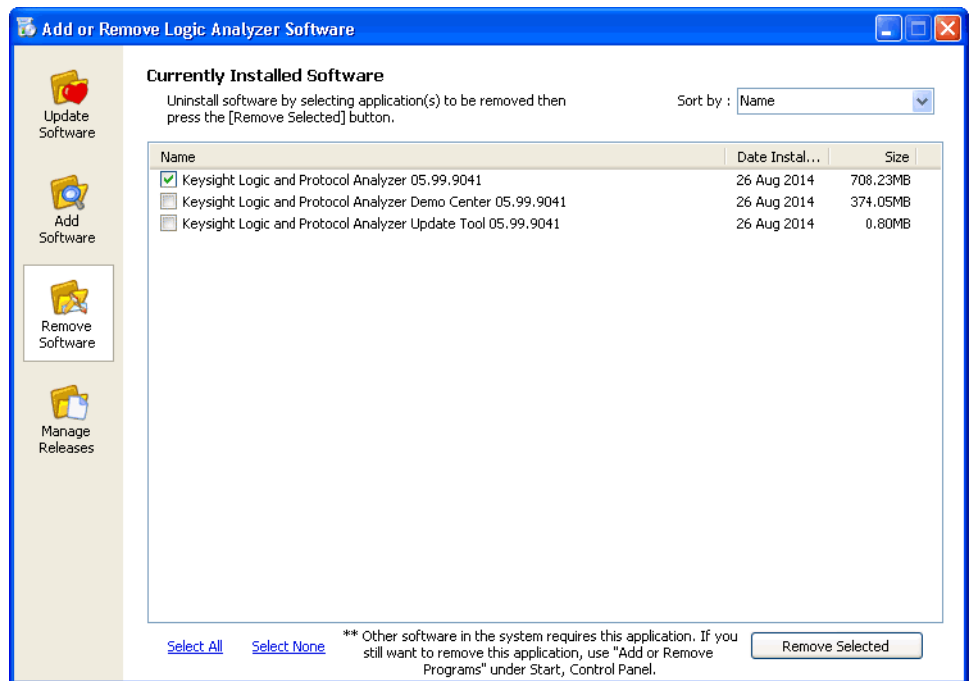 Add or Remove Logic Analyzer Software
Update
Software
Add
Software
Remove
Software
Manage
Releases
Currently Installed Software
Uninstall software by selecting application(s) to be removed then
press the [Remove Selected] button.
Sort by : Name
Name Date Instal... Size
Keysight Logic and Protocol Analyzer 05.99.9041 26 Aug 2014 708.23MB
Keysight Logic and Protocol Analyzer Demo Center 05.99.9041 26 Aug 2014 374.05MB
Keysight Logic and Protocol Analyzer Update Tool 05.99.9041 26 Aug 2014 0.80MB
Select All Select None
** Other software in the system requires this application. If you
still want to remove this application, use "Add or Remove
Programs" under Start, Control Panel.
Remove Selected